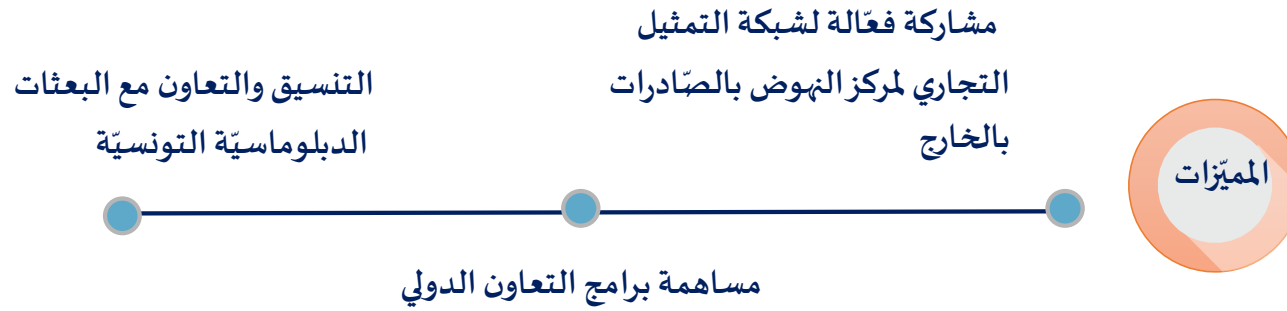 المميّزات
مشاركة فعّالة لشبكة التمثيل
التجاري لمركز النهوض بالصّادرات
بالخارج
مساهمة برامج التعاون الدولي
التنسيق والتعاون مع البعثات
الدبلوماسيّة التونسيّة